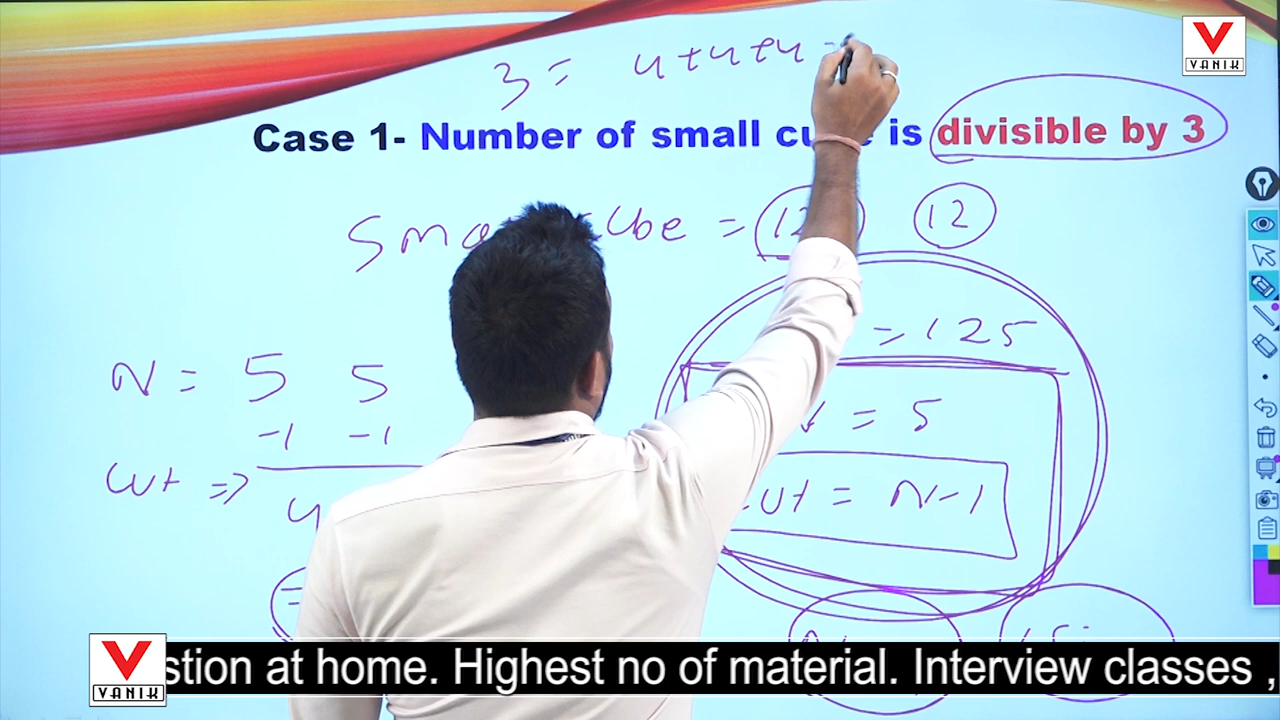 3 = 4+4+4
VANIK
Case 1- Number of small cu e is divisible by 3
Sma cube = 12 12
= 125
N = 5 5
= 5
-1 -1
cut = N-1
cut ⇒
4
VANIK
stion at home. Highest no of material. Interview classes ,